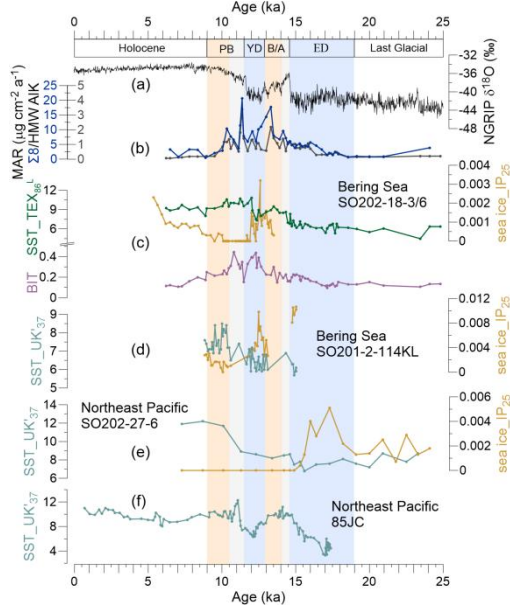 Age (ka)
0 5 10 15 20 25
Holocene PB YD B/A ED Last Glacial
(a)
-32
-36
-40
-44
-48
NGRIP δ18O (‰)
MAR (μg cm-2 a-1)
Σ8/HMW AlK
25
20
15
10
5
0
5
4
3
2
1
0
(b)
SST_TEX86L
12
9
6
3
Bering Sea
SO202-18-3/6
0.004
0.003
0.002
0.001
0
sea ice_IP25
(c)
BIT
0.4
0.2
0
SST_UK'37
9
8
7
6
5
(d)
Bering Sea
SO201-2-114KL
0.012
0.008
0.004
0
sea ice_IP25
Northeast Pacific
SO202-27-6
SST_UK'37
14
12
10
8
6
(e)
0.006
0.004
0.002
0
sea ice_IP25
(f)
SST_UK'37
12
8
4
Northeast Pacific
85JC
0 5 10 15 20 25
Age (ka)